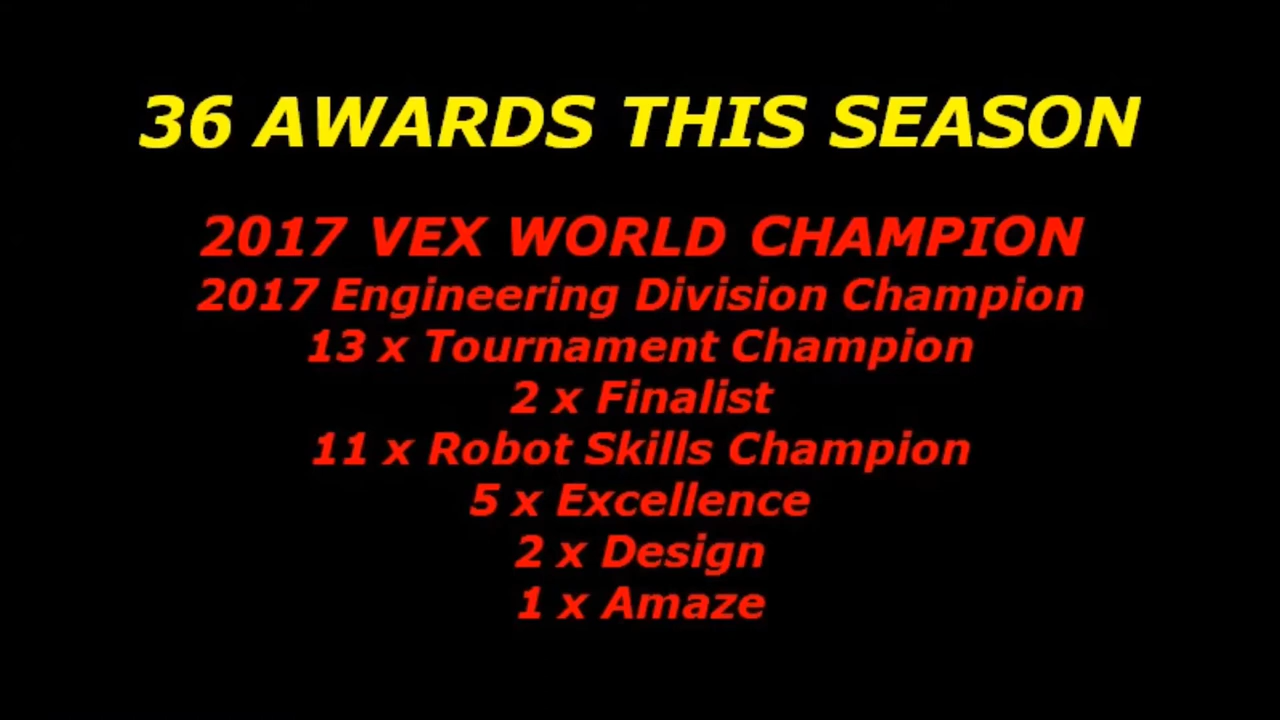 36 AWARDS THIS SEASON
2017 VEX WORLD CHAMPION
2017 Engineering Division Champion
13 x Tournament Champion
2 x Finalist
11 x Robot Skills Champion
5 x Excellence
2 x Design
1 x Amaze